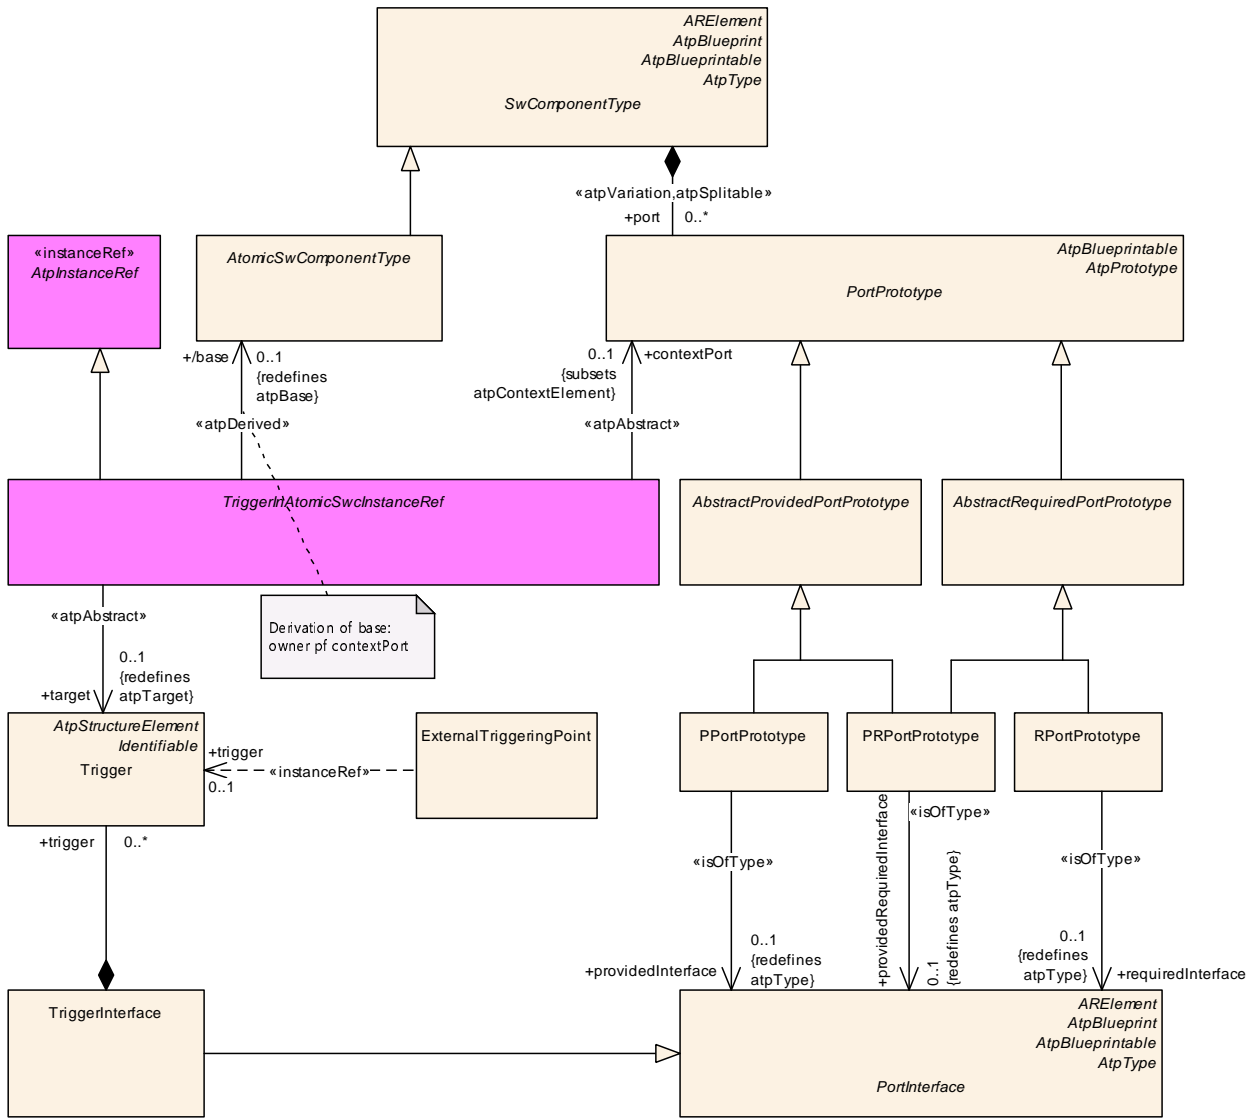 ARElement
AtpBlueprint
AtpBlueprintable
AtpType
SwComponentType
«atpVariation,atpSplitable»
+port 0..*
«instanceRef»
AtpInstanceRef
AtomicSwComponentType
AtpBlueprintable
AtpPrototype
PortPrototype
+/base 0..1
{redefines
atpBase}
«atpDerived»
0..1 +contextPort
{subsets
atpContextElement}
«atpAbstract»
TriggerInAtomicSwcInstanceRef
AbstractProvidedPortPrototype
AbstractRequiredPortPrototype
«atpAbstract»
Derivation of base:
owner pf contextPort
0..1
{redefines
+target atpTarget}
AtpStructureElement
Identifiable
Trigger
+trigger
«instanceRef»
0..1
ExternalTriggeringPoint
PPortPrototype
PRPortPrototype
RPortPrototype
+trigger 0..*
«isOfType»
«isOfType»
«isOfType»
+providedInterface
0..1
{redefines
atpType}
+providedRequiredInterface
0..1
{redefines atpType}
0..1
{redefines
atpType}
+requiredInterface
TriggerInterface
ARElement
AtpBlueprint
AtpBlueprintable
AtpType
PortInterface